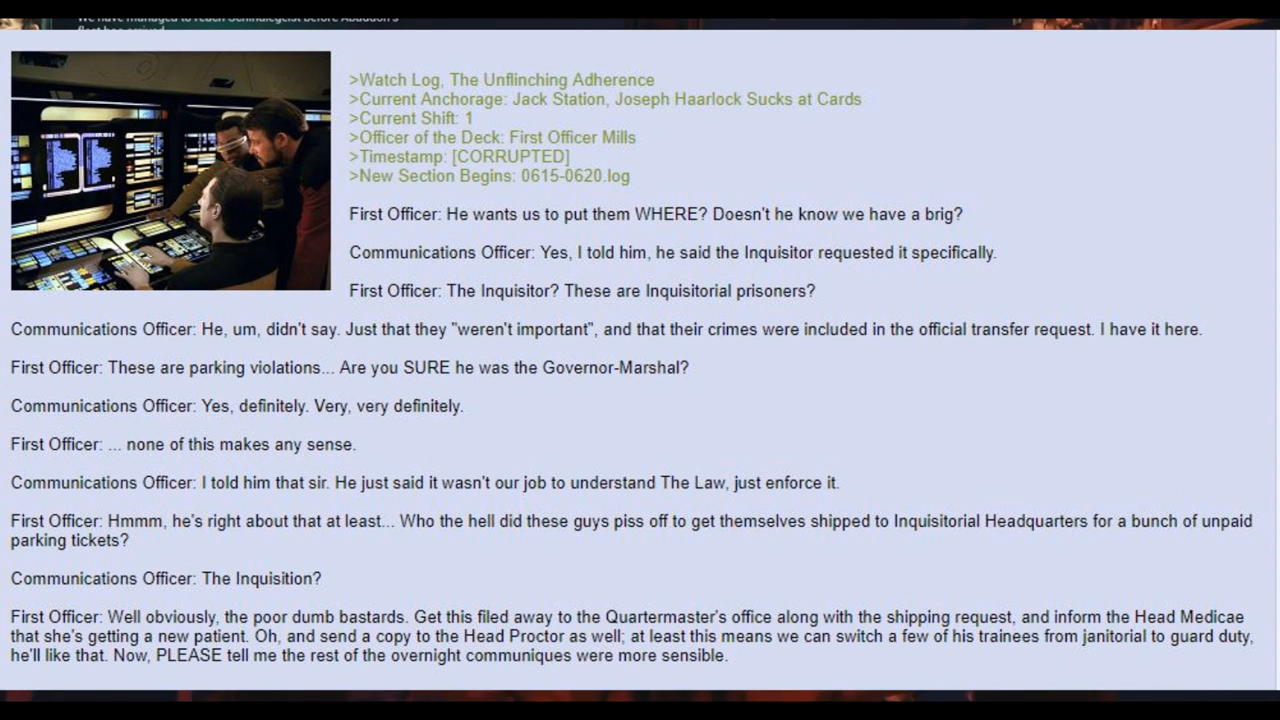 We have managed to reach Schindlegeist before Abaddon's
fleet has arrived
>Watch Log, The Unflinching Adherence
>Current Anchorage: Jack Station, Joseph Haarlock Sucks at Cards
>Current Shift: 1
>Officer of the Deck: First Officer Mills
>Timestamp: [CORRUPTED]
>New Section Begins: 0615-0620.log
First Officer: He wants us to put them WHERE? Doesn't he know we have a brig?
Communications Officer: Yes, I told him, he said the Inquisitor requested it specifically.
First Officer: The Inquisitor? These are Inquisitorial prisoners?
Communications Officer: He, um, didn't say. Just that they "weren't important", and that their crimes were included in the official transfer request. I have it here.
First Officer: These are parking violations... Are you SURE he was the Governor-Marshal?
Communications Officer: Yes, definitely. Very, very definitely.
First Officer: ... none of this makes any sense.
Communications Officer: I told him that sir. He just said it wasn't our job to understand The Law, just enforce it.
First Officer: Hmmm, he's right about that at least... Who the hell did these guys piss off to get themselves shipped to Inquisitorial Headquarters for a bunch of unpaid
parking tickets?
Communications Officer: The Inquisition?
First Officer: Well obviously, the poor dumb bastards. Get this filed away to the Quartermaster's office along with the shipping request, and inform the Head Medicae
that she's getting a new patient. Oh, and send a copy to the Head Proctor as well; at least this means we can switch a few of his trainees from janitorial to guard duty,
he'll like that. Now, PLEASE tell me the rest of the overnight communiques were more sensible.